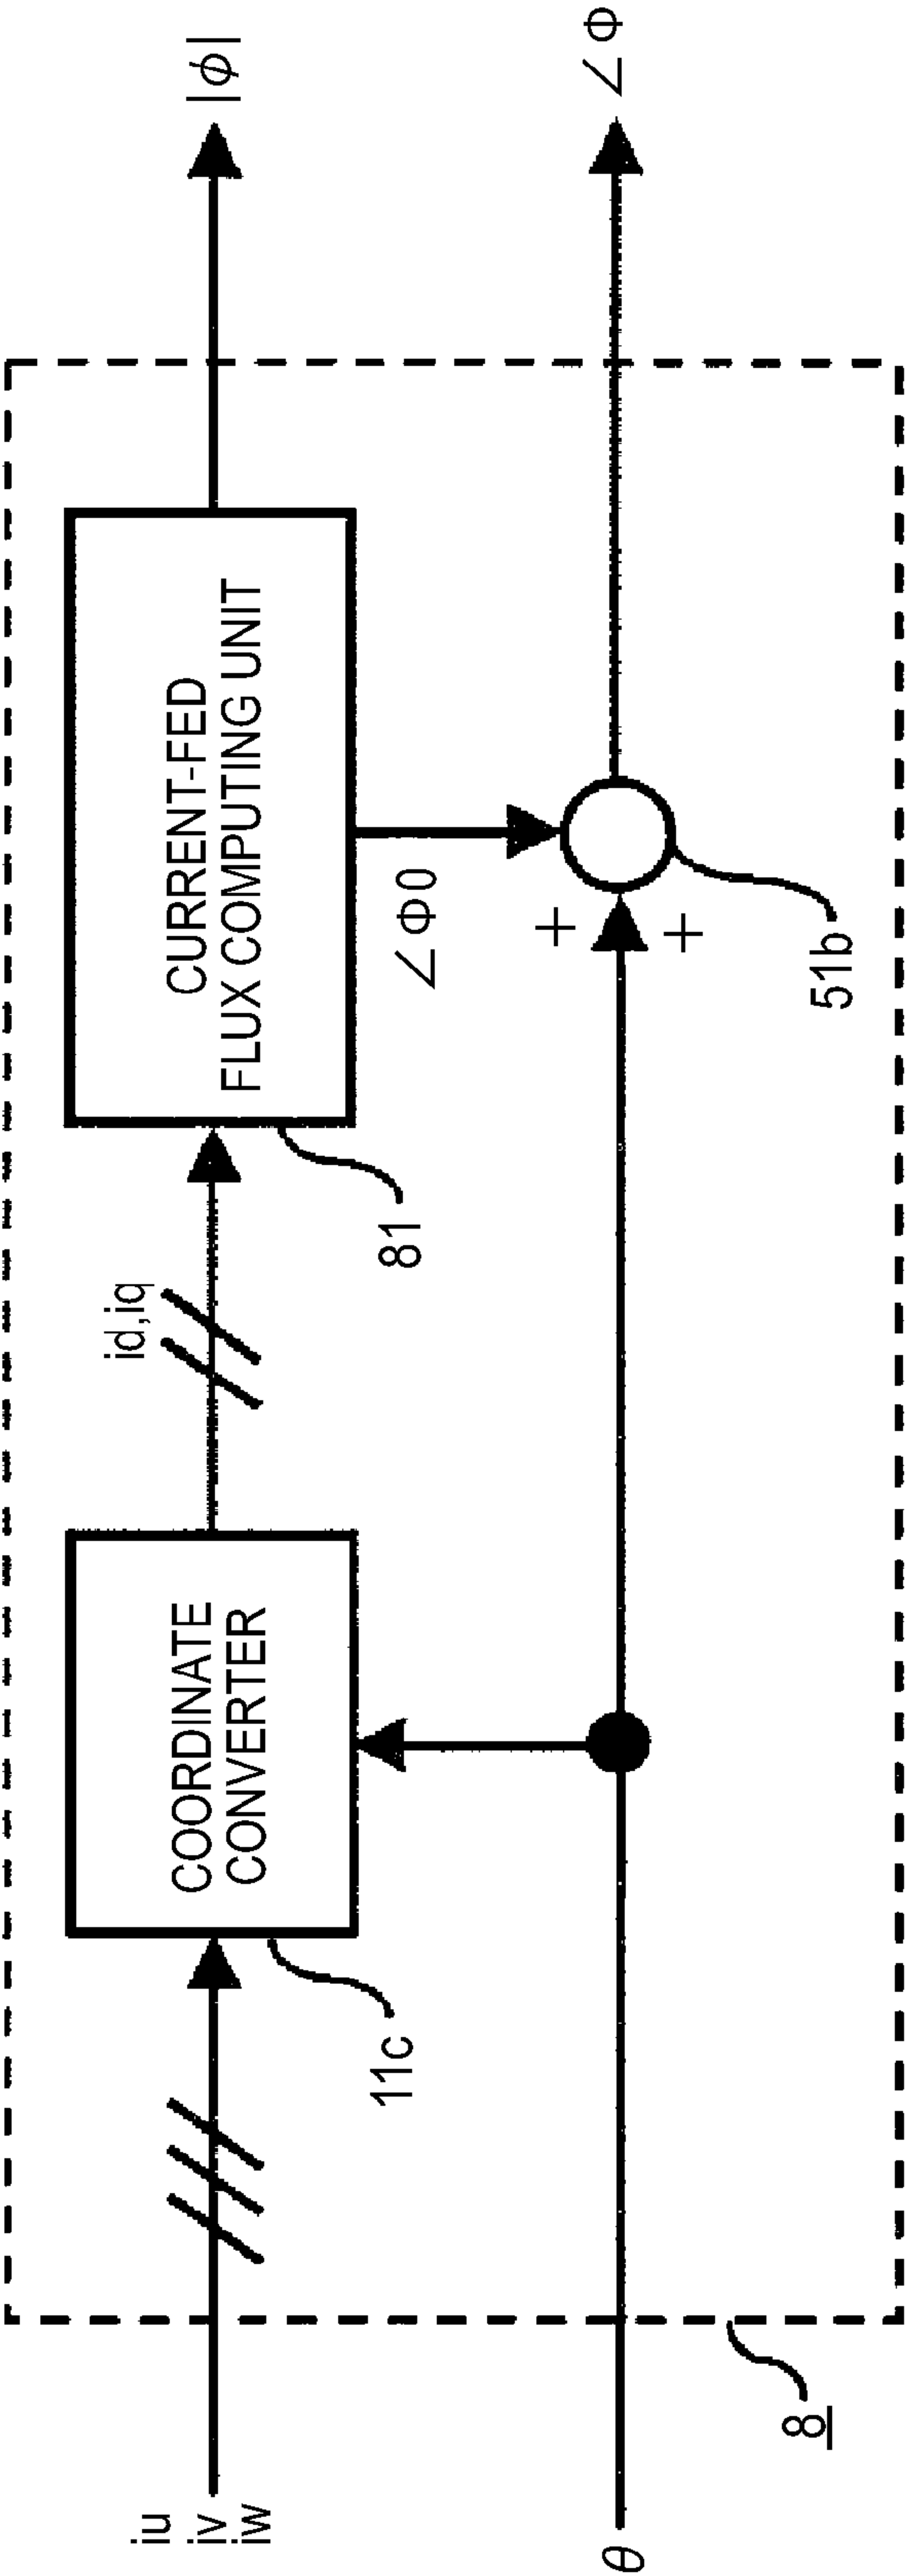 iu
iv
iw
COORDINATE
CONVERTER
11c
id,iq
CURRENT-FED
FLUX COMPUTING UNIT
81
|ϕ|
∠Φ0
θ
+
+
51b
∠Φ
8